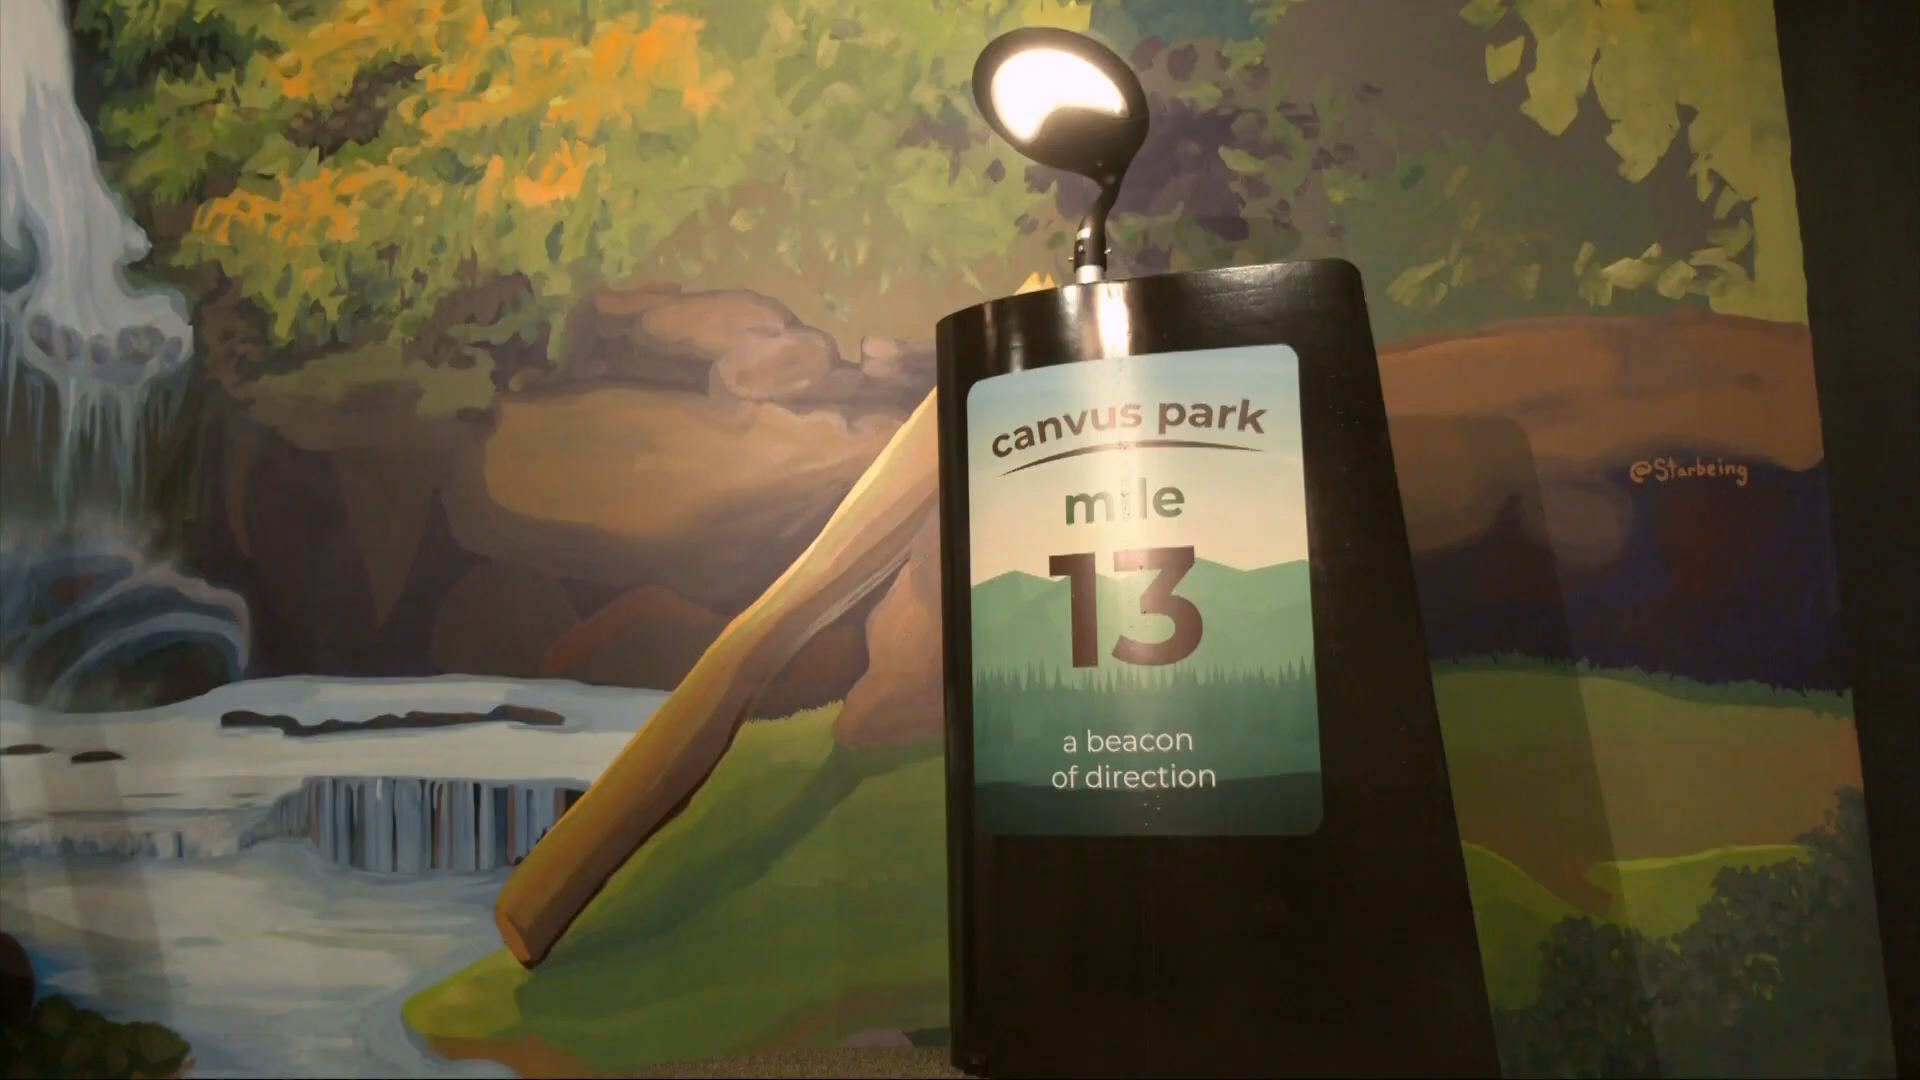 canvus park
mile
13
a beacon
of direction
@Starbeing